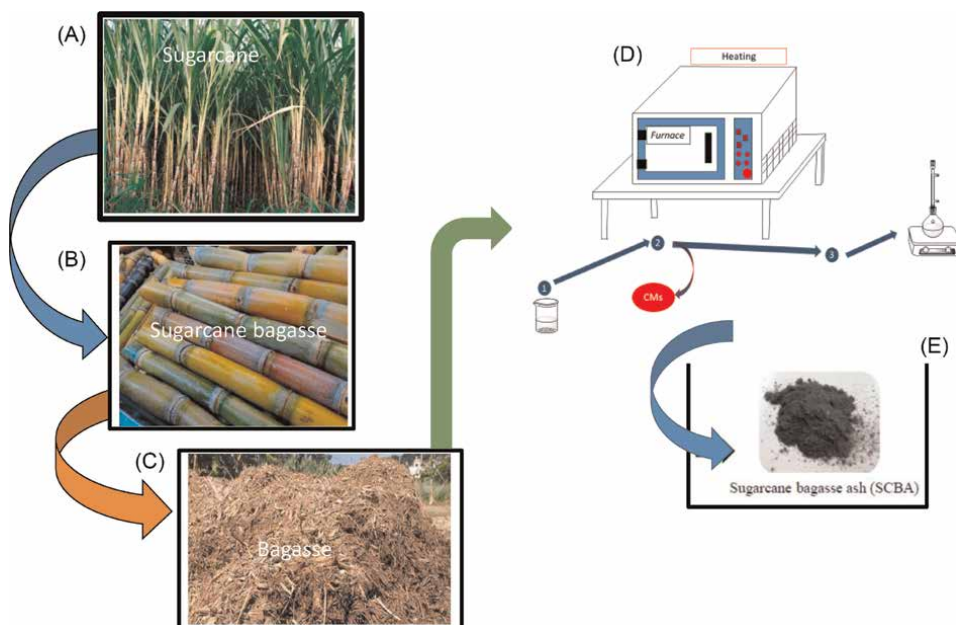 (A)
Sugarcane
(B)
Sugarcane bagasse
(C)
Bagasse
(D)
Heating
Furnace
1
2
3
CMs
(E)
Sugarcane bagasse ash (SCBA)